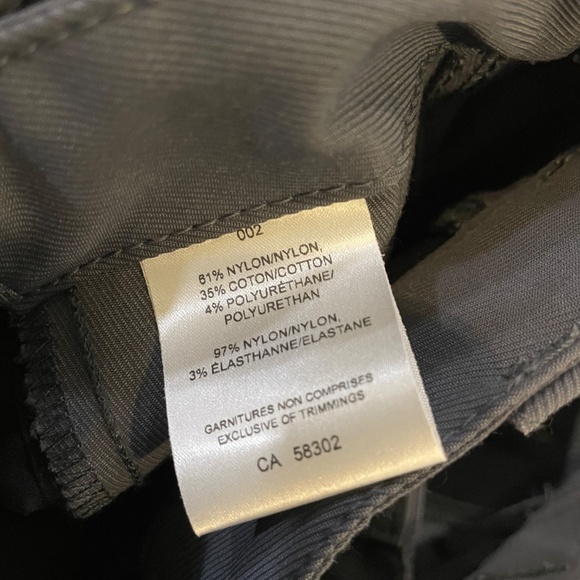 002
61% NYLON/NYLON,
35% COTON/COTTON
4% POLYURÉTHANE/
POLYURETHAN
97% NYLON/NYLON,
3% ÉLASTHANNE/ELASTANE
GARNITURES NON COMPRISES
EXCLUSIVE OF TRIMMINGS
CA 58302